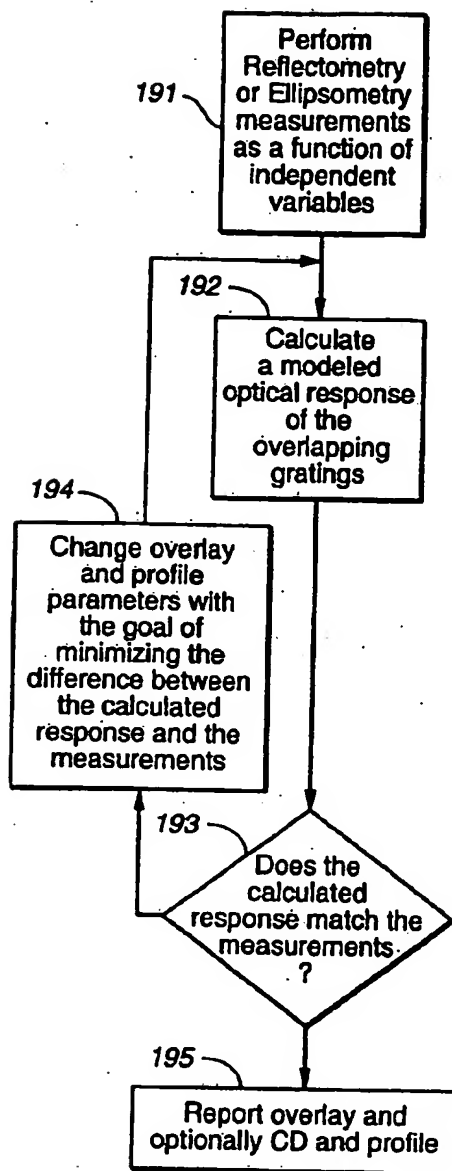 191
Perform
Reflectometry
or Ellipsometry
measurements
as a function of
independent
variables
192
Calculate
a modeled
optical response
of the
overlapping
gratings
194
Change overlay
and profile
parameters with
the goal of
minimizing the
difference between
the calculated
response and the
measurements
193
Does the
calculated
response match the
measurements
?
195
Report overlay and
optionally CD and profile